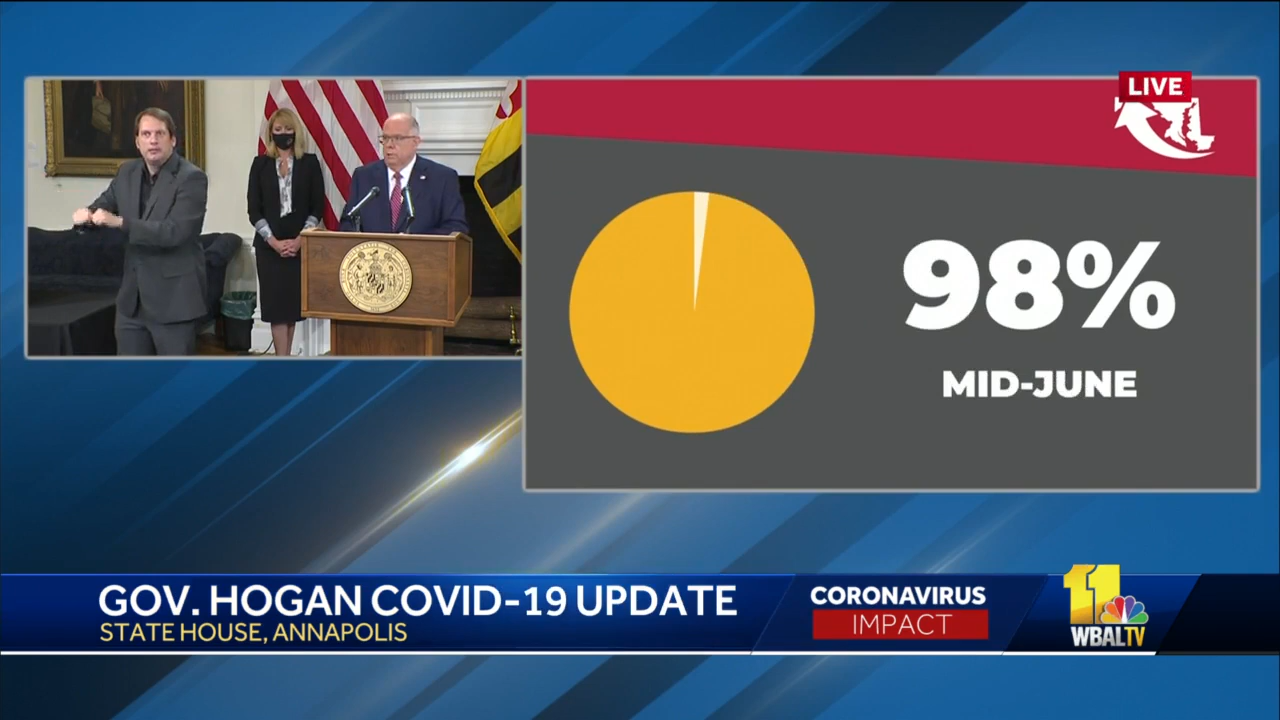 LIVE
98%
MID-JUNE
GOV. HOGAN COVID-19 UPDATE
STATE HOUSE, ANNAPOLIS
CORONAVIRUS
IMPACT
11
WBALTV